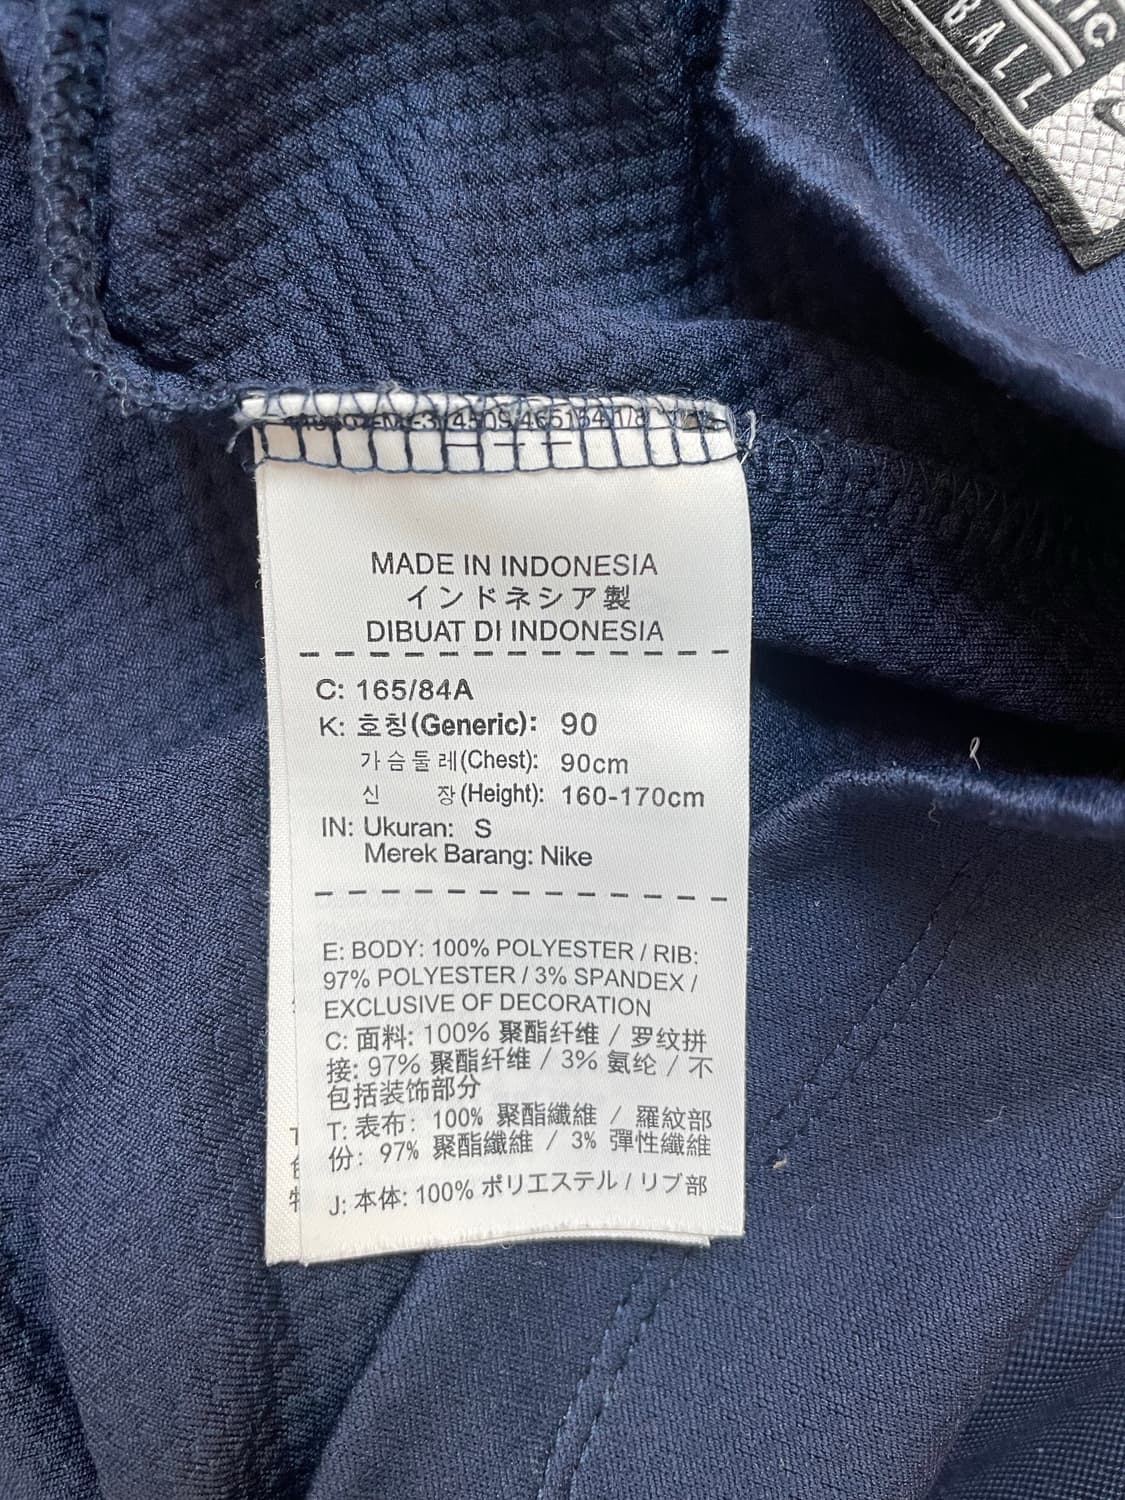 BALL
MADE IN INDONESIA
インドネシア製
DIBUAT DI INDONESIA
C: 165/84A
K: 호칭(Generic): 90
가슴둘레(Chest): 90cm
신 장(Height): 160-170cm
IN: Ukuran: S
Merek Barang: Nike
E: BODY: 100% POLYESTER / RIB:
97% POLYESTER / 3% SPANDEX /
EXCLUSIVE OF DECORATION
C: 面料: 100% 聚酯纤维 / 罗纹拼
接: 97% 聚酯纤维 / 3% 氨纶 / 不
包括装饰部分
T: 表布: 100% 聚酯纖維 / 羅紋部
份: 97% 聚酯纖維 / 3% 彈性纖維
J: 本体: 100% ポリエステル / リブ部